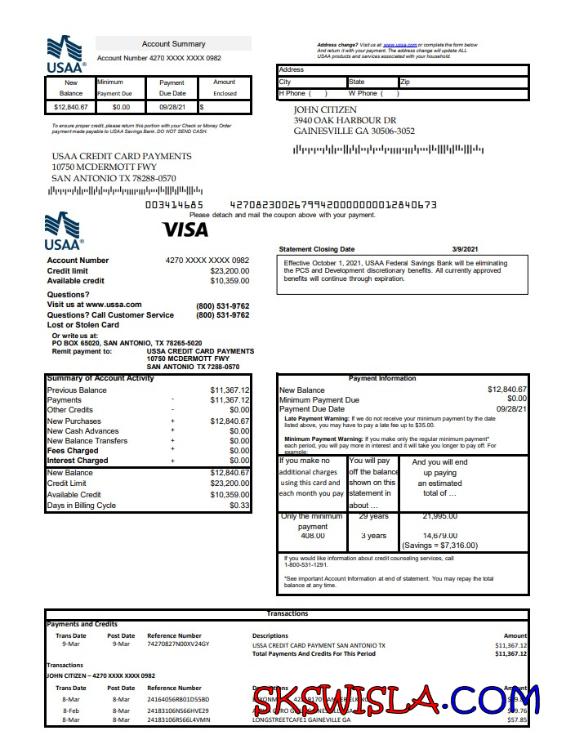 USAA®
Account Summary
Account Number 4270 XXXX XXXX 0982
New Balance
Minimum Payment Due
Payment Due Date
Amount Enclosed
$12,840.67
$0.00
09/28/21
$
To ensure proper credit, please return this portion with your Check or Money Order
payment made payable to USAA Savings Bank. DO NOT SEND CASH.
Address change? Visit us at www.usaa.com or complete the form below
And return it with your payment. The address change will update ALL
USAA products and services associated with your household.
Address
City State Zip
H Phone ( ) W Phone ( )
JOHN CITIZEN
3940 OAK HARBOUR DR
GAINESVILLE GA 30506-3052
USAA CREDIT CARD PAYMENTS
10750 MCDERMOTT FWY
SAN ANTONIO TX 78288-0570
003414685 4270823002679942000000000012840673
Please detach and mail the coupon above with your payment.
USAA®
VISA
Account Number 4270 XXXX XXXX 0982
Credit limit $23,200.00
Available credit $10,359.00
Questions?
Visit us at www.ussa.com (800) 531-9762
Questions? Call Customer Service (800) 531-9762
Lost or Stolen Card
Or write us at:
PO BOX 65020, SAN ANTONIO, TX 78265-5020
Remit payment to: USSA CREDIT CARD PAYMENTS
10750 MCDERMOTT FWY
SAN ANTONIO TX 7288-0570
Statement Closing Date 3/9/2021
Effective October 1, 2021, USAA Federal Savings Bank will be eliminating
the PCS and Development discretionary benefits. All currently approved
benefits will continue through expiration.
Summary of Account Activity
Previous Balance $11,367.12
Payments - $11,367.12
Other Credits - $0.00
New Purchases + $12,840.67
New Cash Advances + $0.00
New Balance Transfers + $0.00
Fees Charged + $0.00
Interest Charged + $0.00
New Balance $12,840.67
Credit Limit $23,200.00
Available Credit $10,359.00
Days in Billing Cycle $0.33
Payment Information
New Balance $12,840.67
Minimum Payment Due $0.00
Payment Due Date 09/28/21
Late Payment Warning: If we do not receive your minimum payment by the date
listed above, you may have to pay a late fee up to $35.00.
Minimum Payment Warning: If you make only the regular minimum payment*
each period, you will pay more in interest and it will take you longer to pay off. For
example:
If you make no additional charges using this card and each month you pay
You will pay off the balance shown on this statement in about …
And you will end up paying an estimated total of …
Only the minimum payment 29 years 21,995.00
408.00 3 years 14,679.00
(Savings = $7,316.00)
If you would like information about credit counseling services, call
1-800-531-1291.
*See important Account Information at end of statement. You may repay the total
balance at any time.
Transactions
Payments and Credits
Trans Date Post Date Reference Number Descriptions Amount
9-Mar 9-Mar 74270827N00XV24GY USSA CREDIT CARD PAYMENT SAN ANTONIO TX $11,367.12
Total Payments And Credits For This Period $11,367.12
Transactions
JOHN CITIZEN – 4270 XXXX XXXX 0982
Trans Date Post Date Reference Number Amount
8-Mar 8-Mar
8-Feb 8-Mar 24183106NS66HVE29
8-Mar 8-Mar 24183106RS66L4VMN LONGSTREETCAFE1 GAINEVILLE GA $57.85
SKSWISLA.COM